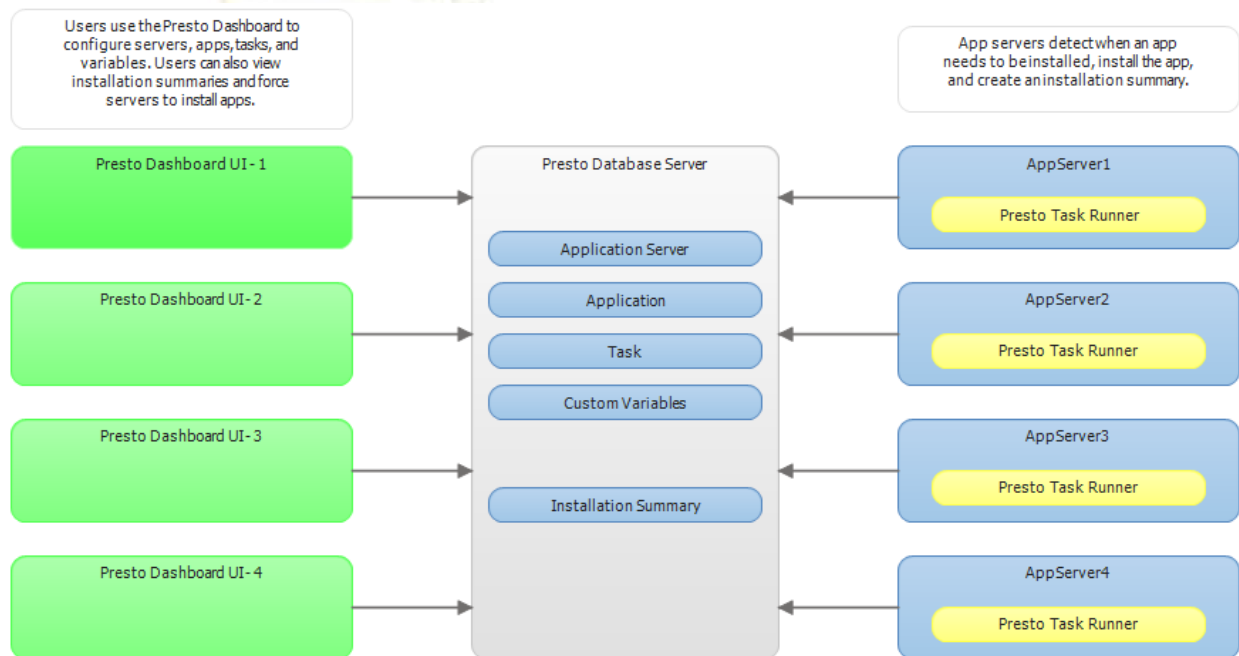 Users use the Presto Dashboard to
configure servers, apps, tasks, and
variables. Users can also view
installation summaries and force
servers to install apps.
App servers detect when an app
needs to be installed, install the app,
and create an installation summary.
Presto Dashboard UI - 1
Presto Database Server
AppServer1
Presto Task Runner
Application Server
Presto Dashboard UI - 2
Application
AppServer2
Presto Task Runner
Task
Custom Variables
Presto Dashboard UI - 3
AppServer3
Presto Task Runner
Installation Summary
Presto Dashboard UI - 4
AppServer4
Presto Task Runner